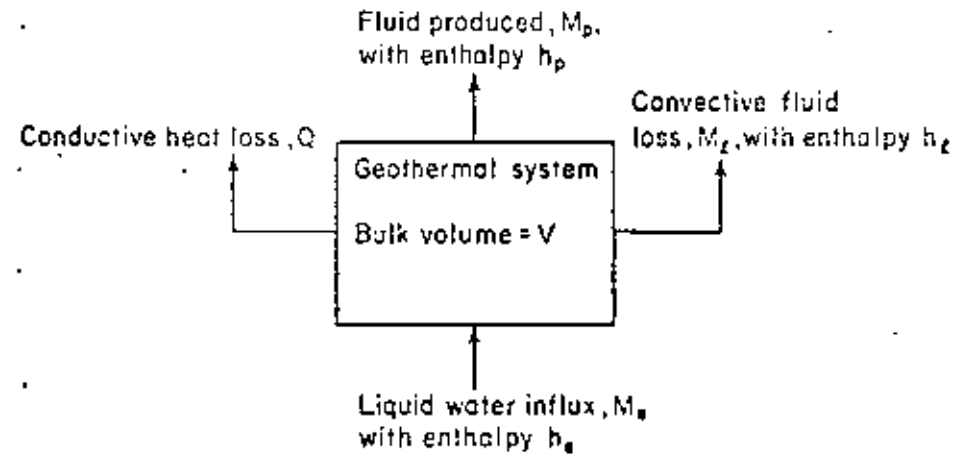 Fluid produced, Mp,
with enthalpy hp
Convective fluid
loss, Mℓ, with enthalpy hℓ
Conductive heat loss, Q
Geothermal system
Bulk volume = V
Liquid water influx, Me
with enthalpy he